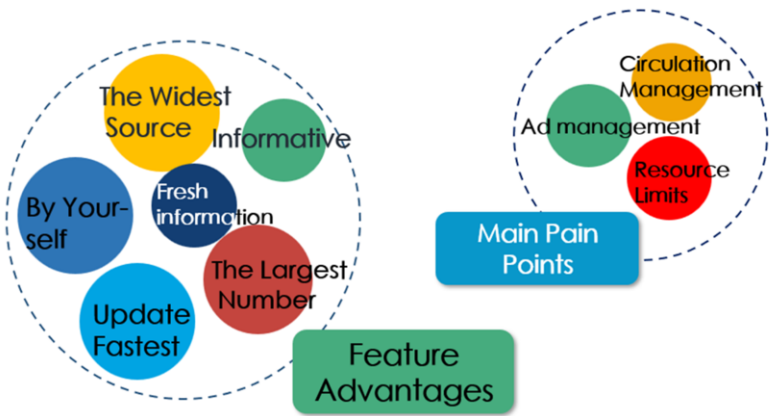 The Widest
Source
Informative
By Your-
self
Fresh
information
The Largest
Number
Update
Fastest
Feature
Advantages
Circulation
Management
Ad management
Resource
Limits
Main Pain
Points